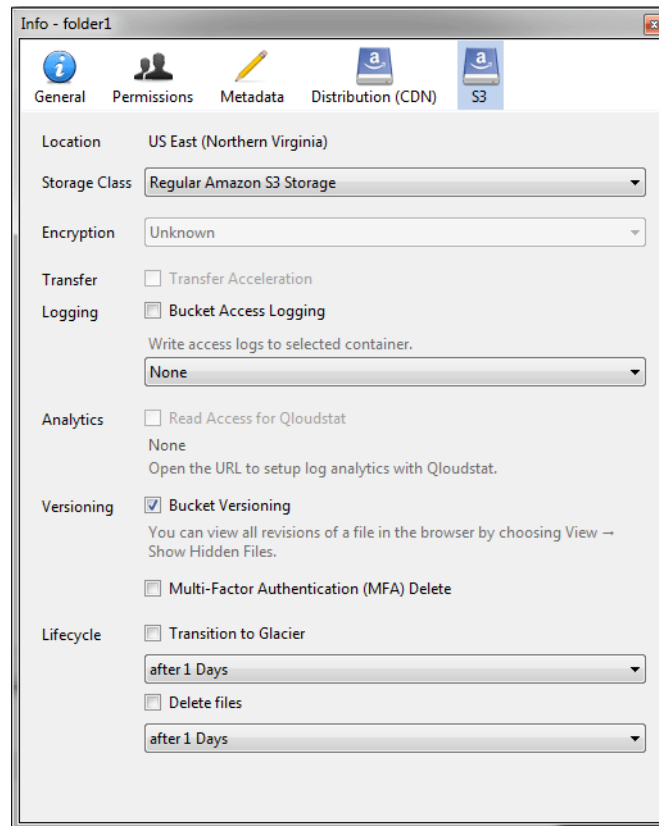 Info - folder1
General Permissions Metadata Distribution (CDN) S3
Location US East (Northern Virginia)
Storage Class Regular Amazon S3 Storage
Encryption Unknown
Transfer Transfer Acceleration
Logging Bucket Access Logging
Write access logs to selected container.
None
Analytics Read Access for Qloudstat
None
Open the URL to setup log analytics with Qloudstat.
Versioning Bucket Versioning
You can view all revisions of a file in the browser by choosing View →
Show Hidden Files.
Multi-Factor Authentication (MFA) Delete
Lifecycle Transition to Glacier
after 1 Days
Delete files
after 1 Days